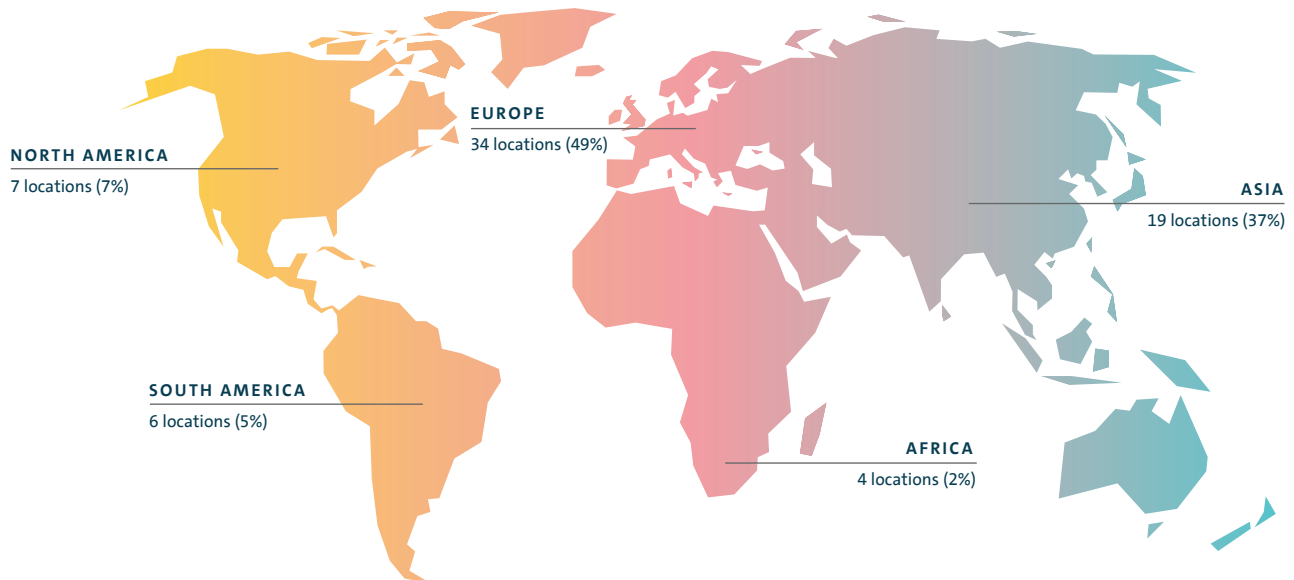 EUROPE
34 locations (49%)
NORTH AMERICA
7 locations (7%)
ASIA
19 locations (37%)
SOUTH AMERICA
6 locations (5%)
AFRICA
4 locations (2%)